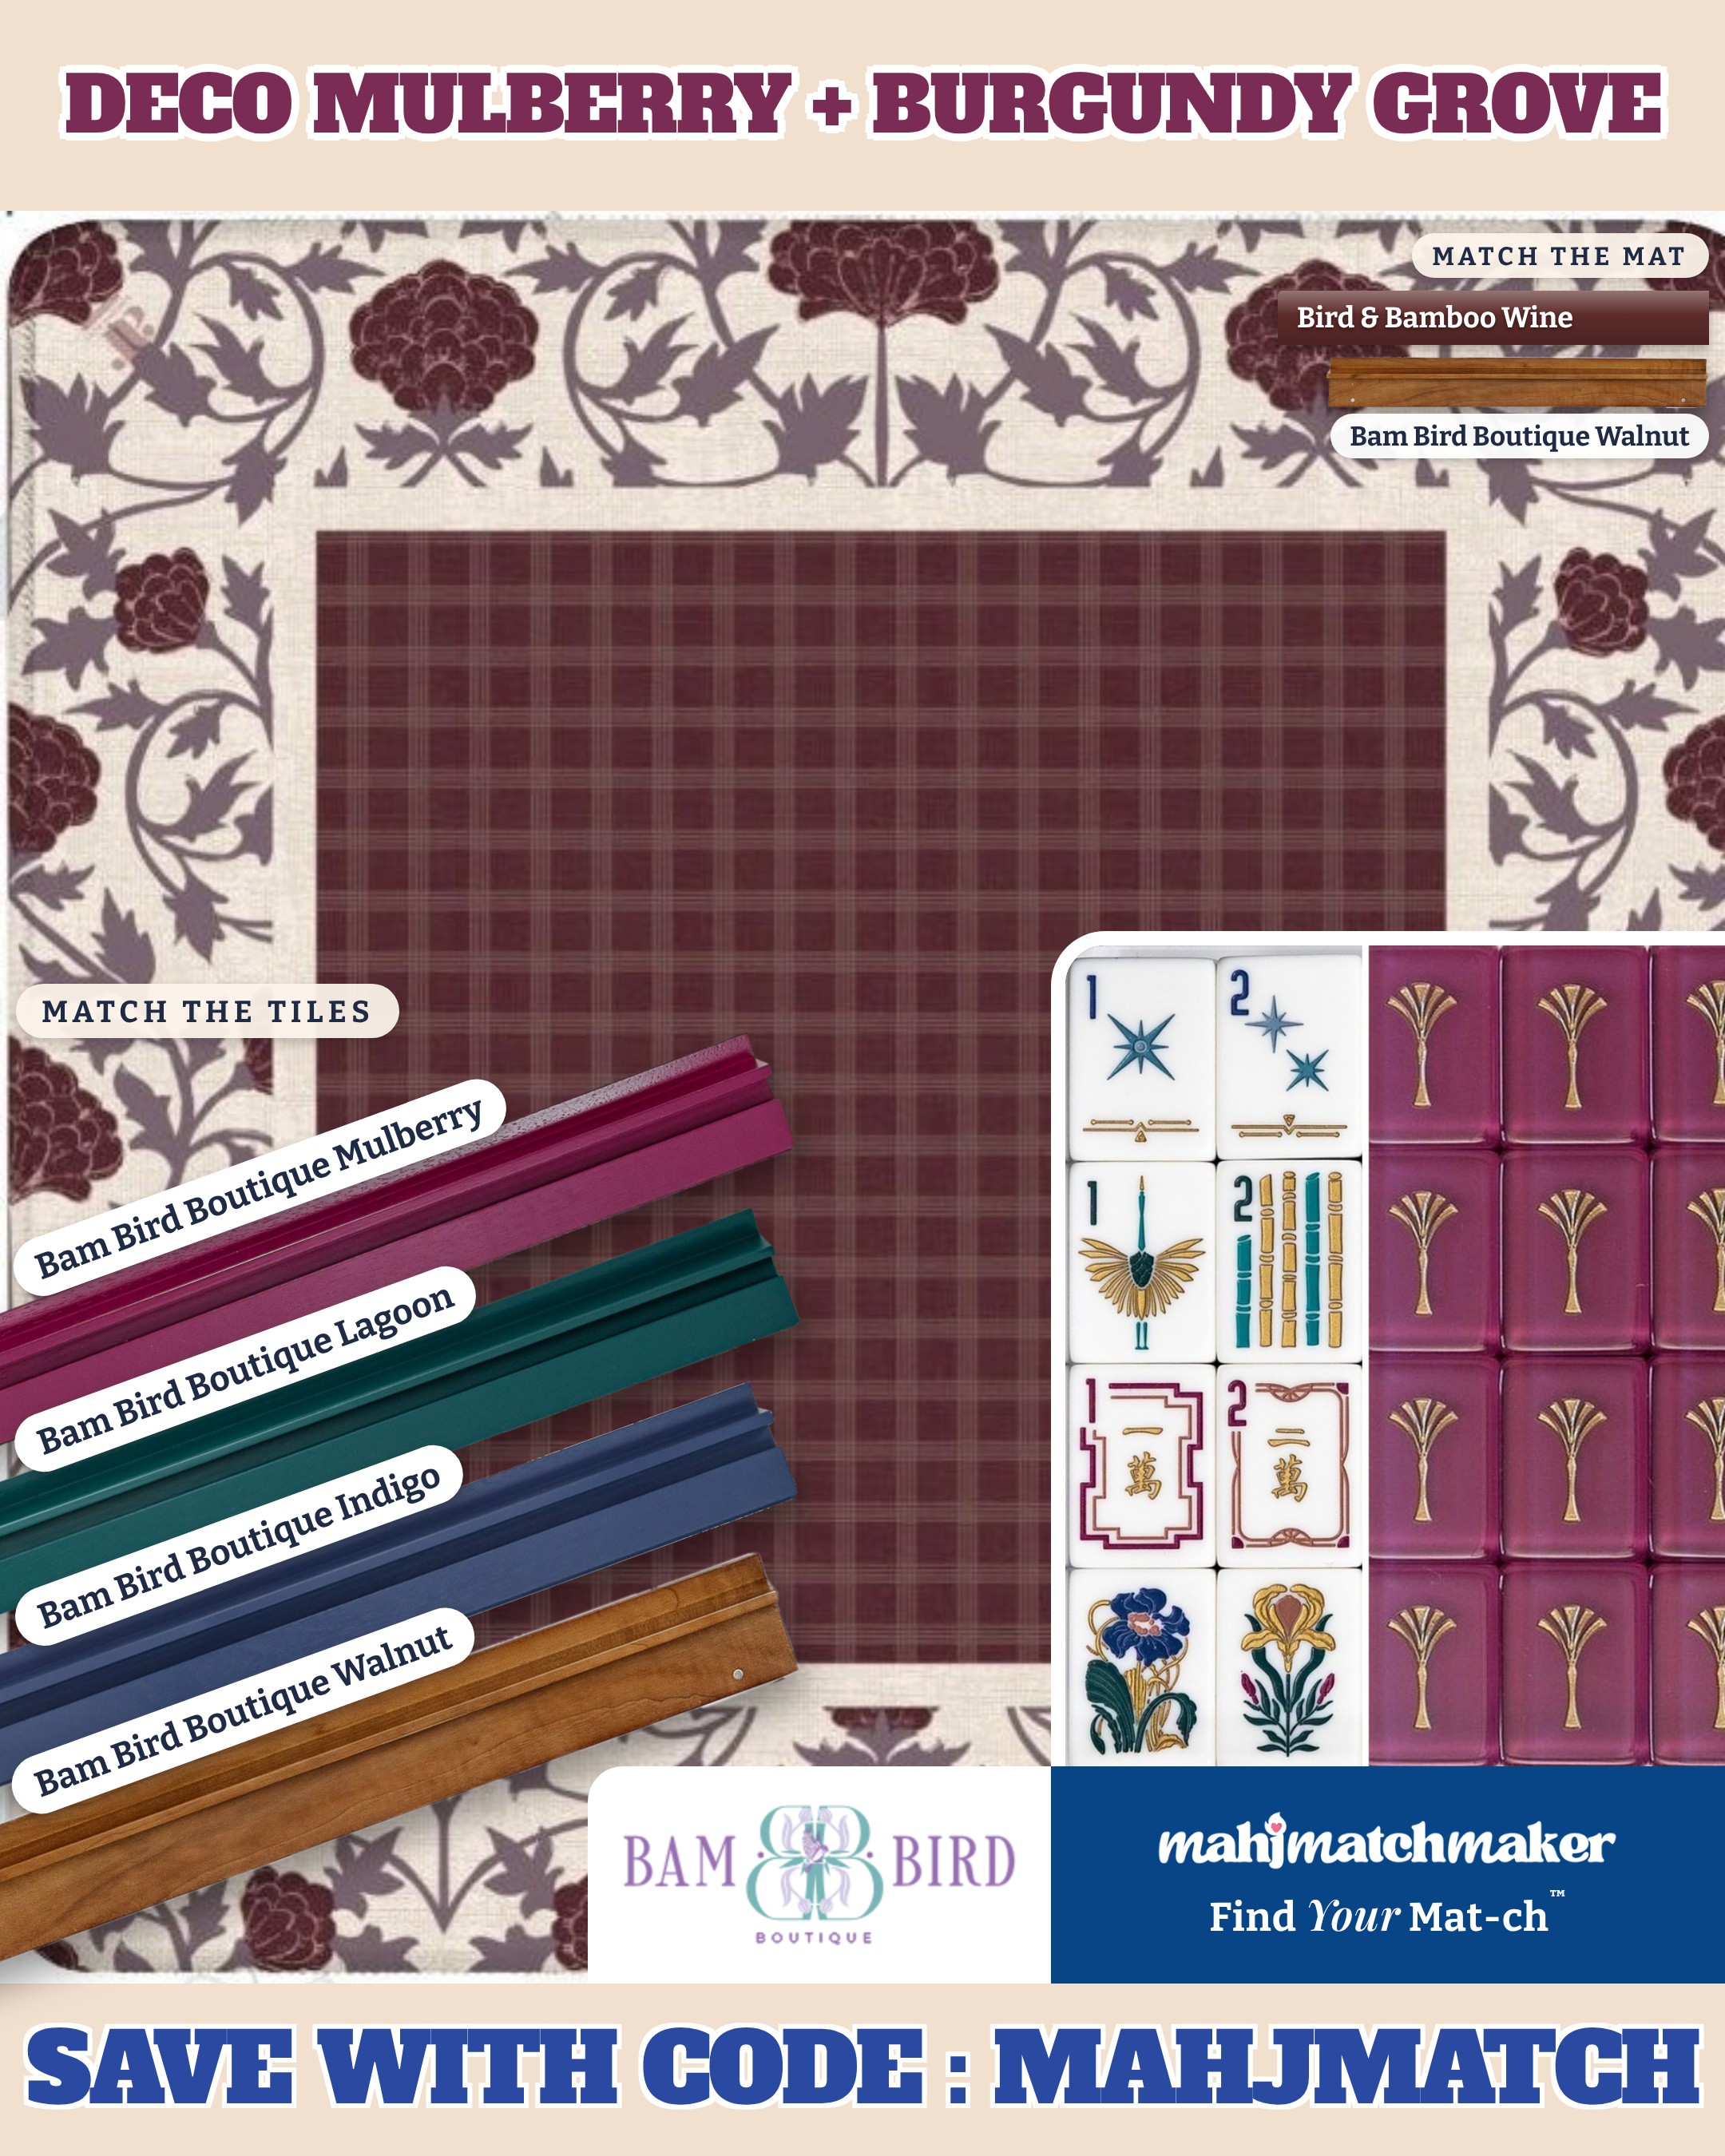 DECO MULBERRY + BURGUNDY GROVE
MATCH THE MAT
Bird & Bamboo Wine
Bam Bird Boutique Walnut
MATCH THE TILES
Bam Bird Boutique Mulberry
Bam Bird Boutique Lagoon
Bam Bird Boutique Indigo
Bam Bird Boutique Walnut
1 2
1 2
1 2
一萬 二萬
BAM BIRD
BOUTIQUE
mahjmatchmaker
Find Your Mat-ch™
SAVE WITH CODE : MAHJMATCH